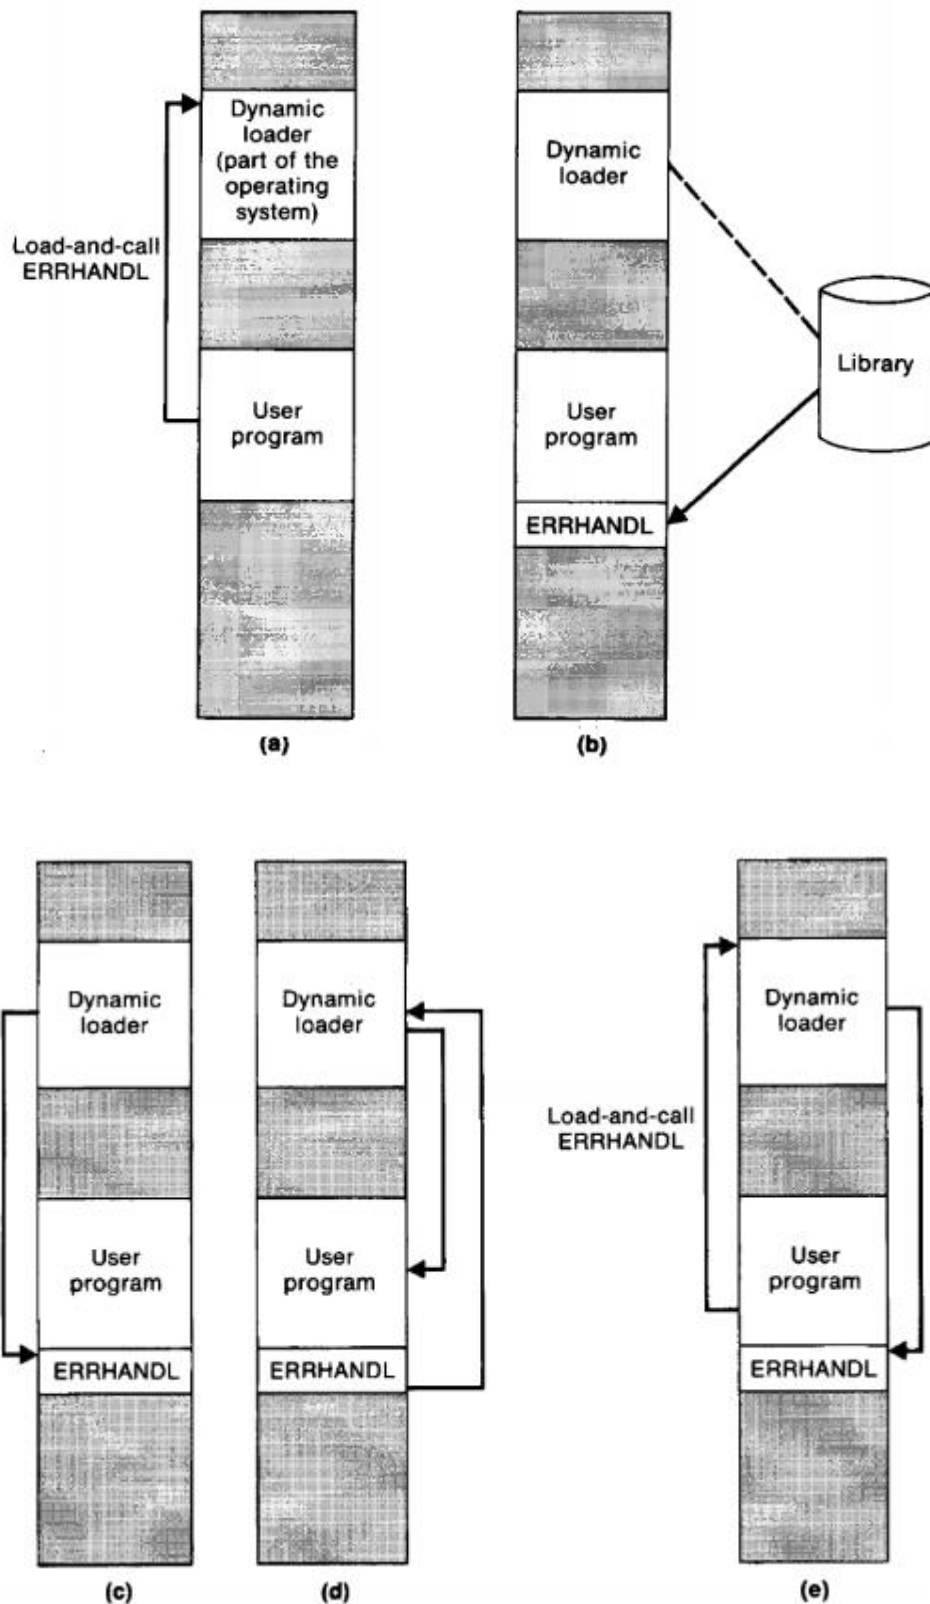 Dynamic
loader
(part of the
operating
system)
Load-and-call
ERRHANDL
User
program
(a)
Dynamic
loader
Library
User
program
ERRHANDL
(b)
Dynamic
loader
User
program
ERRHANDL
(c)
Dynamic
loader
User
program
ERRHANDL
(d)
Dynamic
loader
Load-and-call
ERRHANDL
User
program
ERRHANDL
(e)